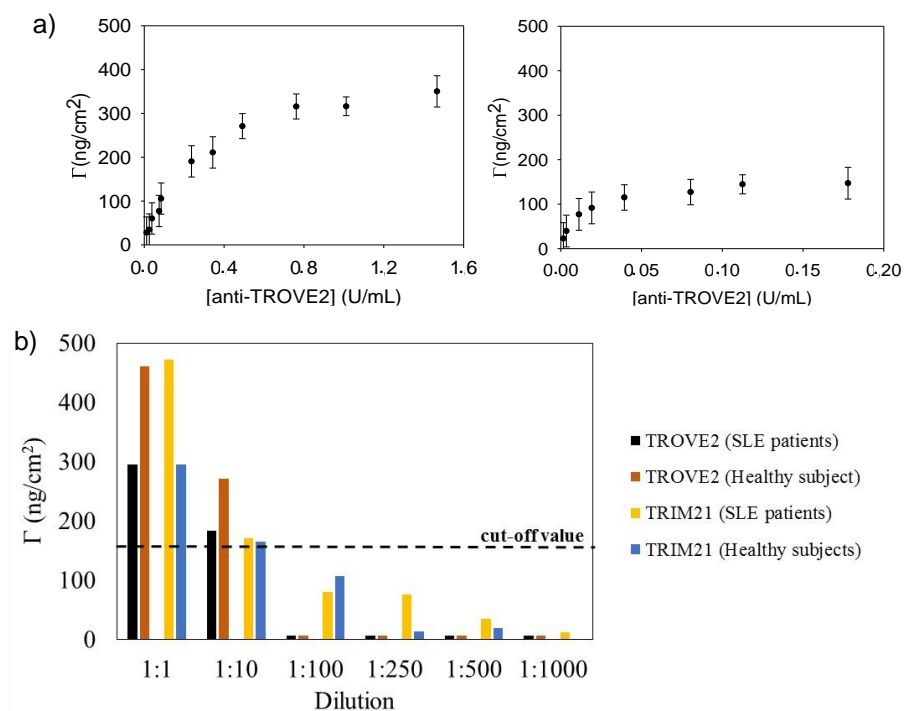 a)
500
400
300
200
100
0
Γ(ng/cm2)
0.0 0.4 0.8 1.2 1.6
[anti-TROVE2] (U/mL)
500
400
300
200
100
0
Γ(ng/cm2)
0.00 0.05 0.10 0.15 0.20
[anti-TROVE2] (U/mL)
b)
500
400
300
200
100
0
Γ (ng/cm²)
cut-off value
1:1 1:10 1:100 1:250 1:500 1:1000
Dilution
TROVE2 (SLE patients)
TROVE2 (Healthy subject)
TRIM21 (SLE patients)
TRIM21 (Healthy subjects)